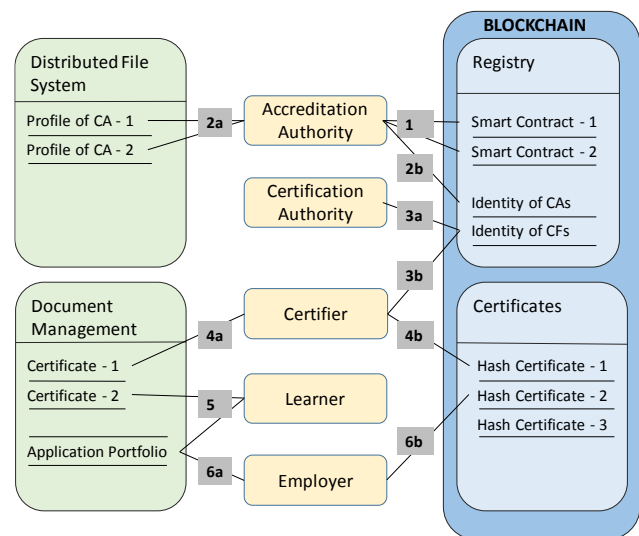 BLOCKCHAIN
Distributed File
System
Profile of CA - 1
Profile of CA - 2
2a
Accreditation
Authority
1
2b
Registry
Smart Contract - 1
Smart Contract - 2
Identity of CAs
Identity of CFs
Certification
Authority
3a
3b
Document
Management
Certificate - 1
Certificate - 2
Application Portfolio
4a
Certifier
4b
5
Learner
6a
Employer
6b
Certificates
Hash Certificate - 1
Hash Certificate - 2
Hash Certificate - 3